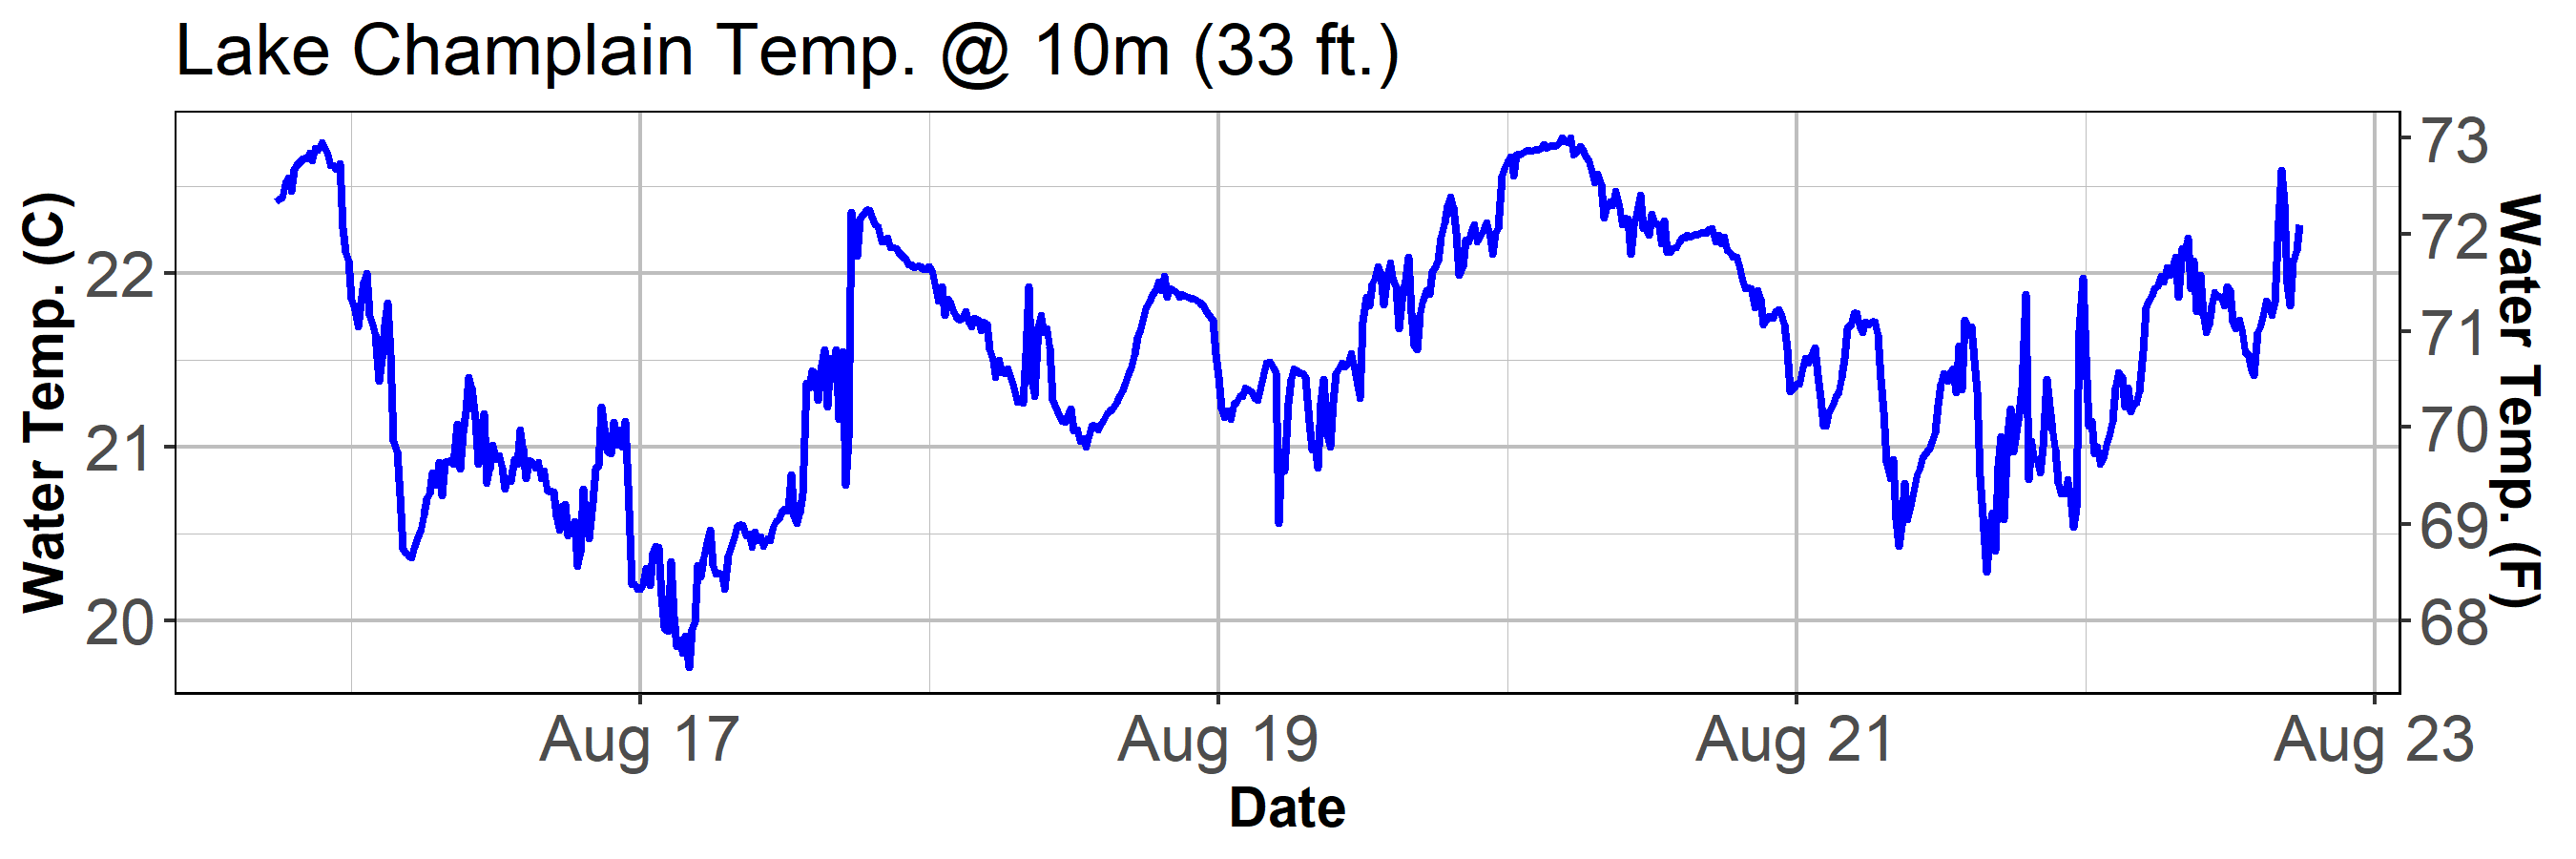 Lake Champlain Temp. @ 10m (33 ft.)
Water Temp. (C)
22
21
20
73
72
71
70
69
68
Water Temp. (F)
Aug 17
Aug 19
Aug 21
Aug 23
Date